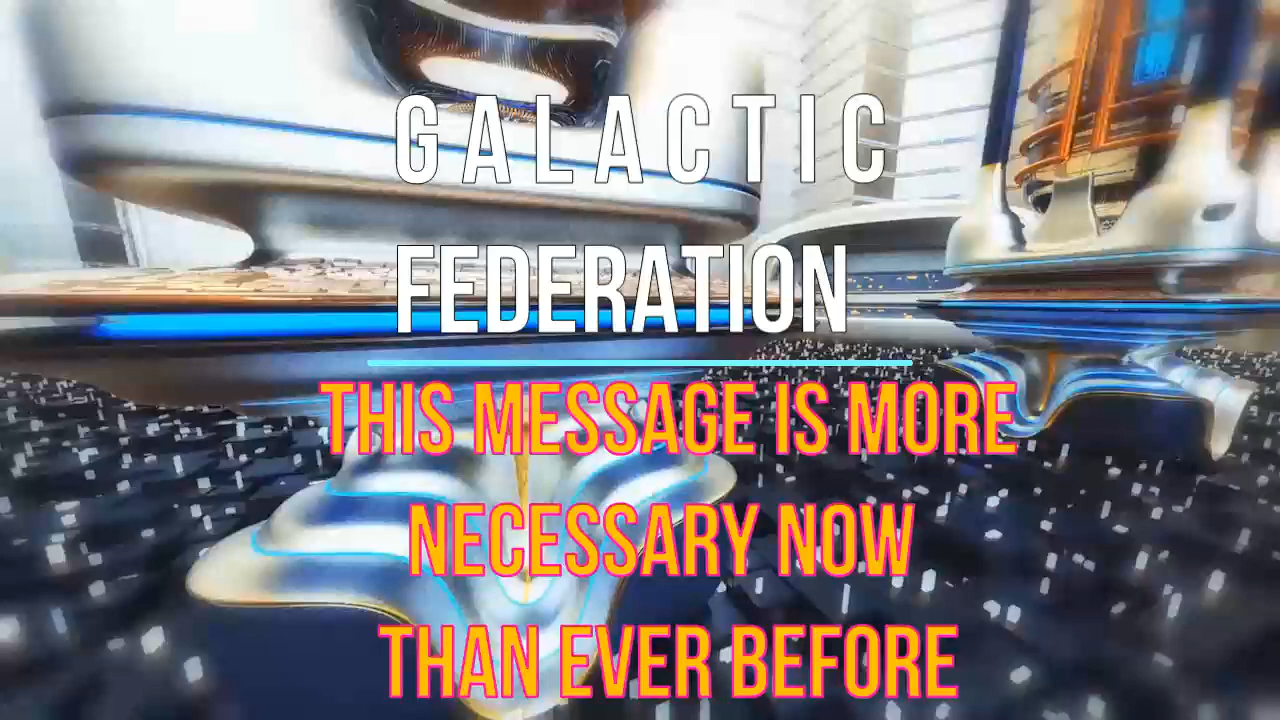 GALACTIC
FEDERATION
THIS MESSAGE IS MORE
NECESSARY NOW
THAN EVER BEFORE